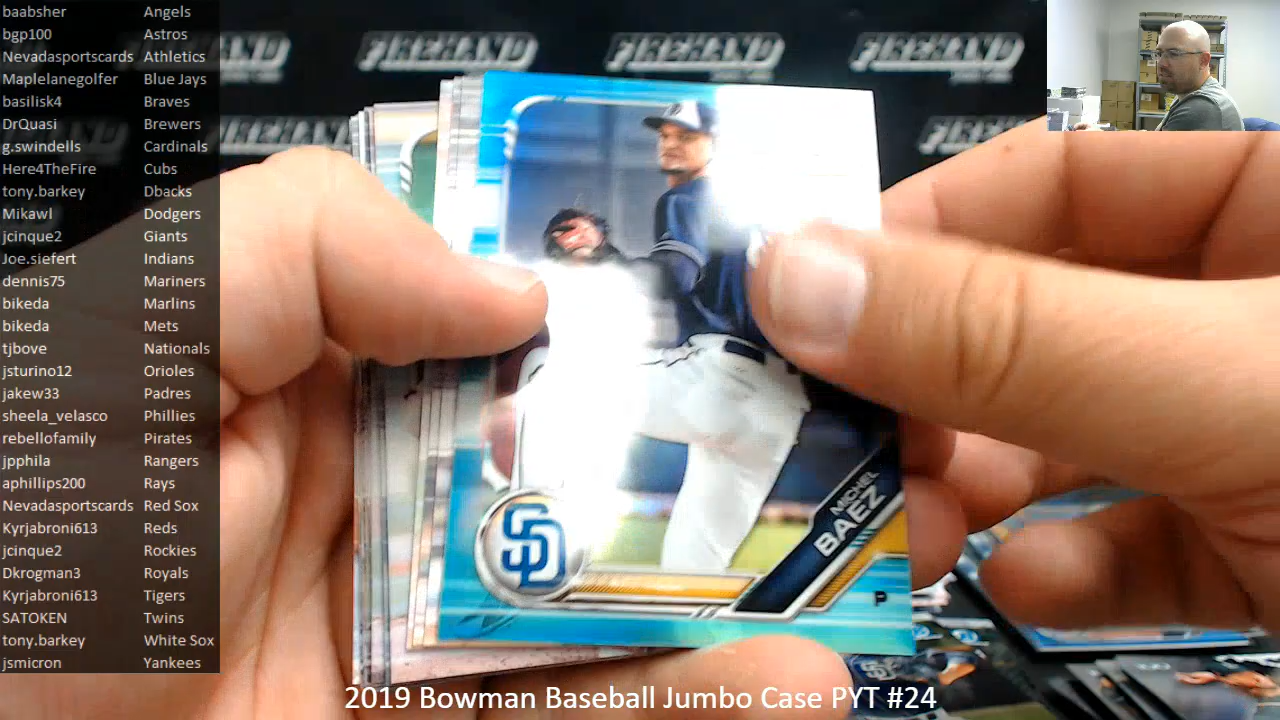 baabsher Angels
bgp100 Astros
Nevadasportscards Athletics
Maplelanegolfer Blue Jays
basilisk4 Braves
DrQuasi Brewers
g.swindells Cardinals
Here4TheFire Cubs
tony.barkey Dbacks
Mikawl Dodgers
jcinque2 Giants
Joe.siefert Indians
dennis75 Mariners
bikeda Marlins
bikeda Mets
tjbove Nationals
jsturino12 Orioles
jakew33 Padres
sheela_velasco Phillies
rebellofamily Pirates
jpphila Rangers
aphillips200 Rays
Nevadasportscards Red Sox
Kyrjabroni613 Reds
jcinque2 Rockies
Dkrogman3 Royals
Kyrjabroni613 Tigers
SATOKEN Twins
tony.barkey White Sox
jsmicron Yankees
FIREHAND FIREHAND FIREHAND
FIREHAND
SD
MICHEL
BAEZ
P
2019 Bowman Baseball Jumbo Case PYT #24